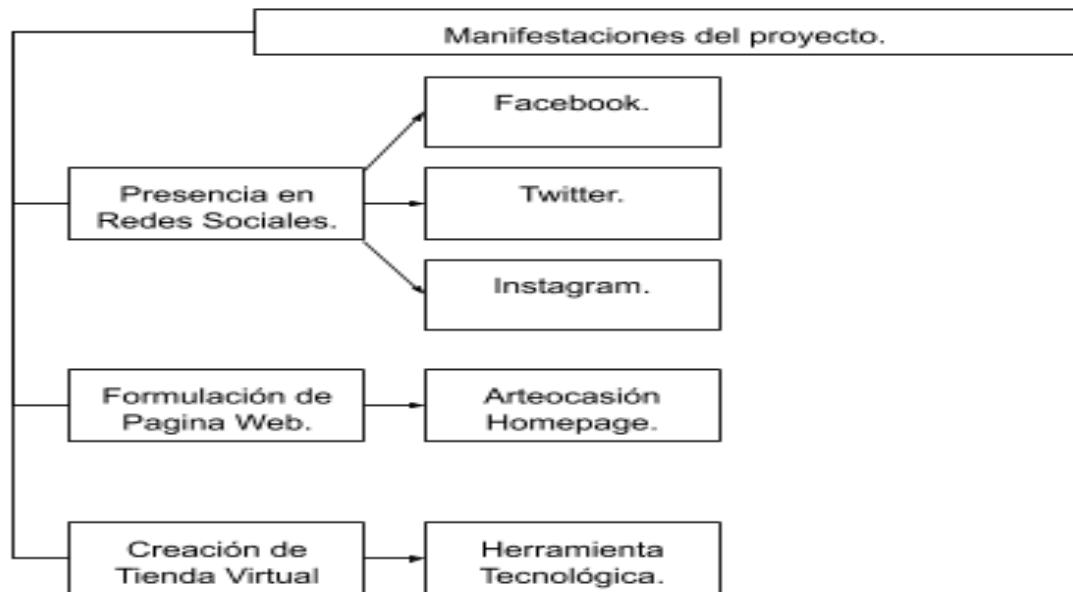 Manifestaciones del proyecto.
Facebook.
Presencia en
Redes Sociales.
Twitter.
Instagram.
Formulación de
Pagina Web.
Arteocasión
Homepage.
Creación de
Tienda Virtual
Herramienta
Tecnológica.